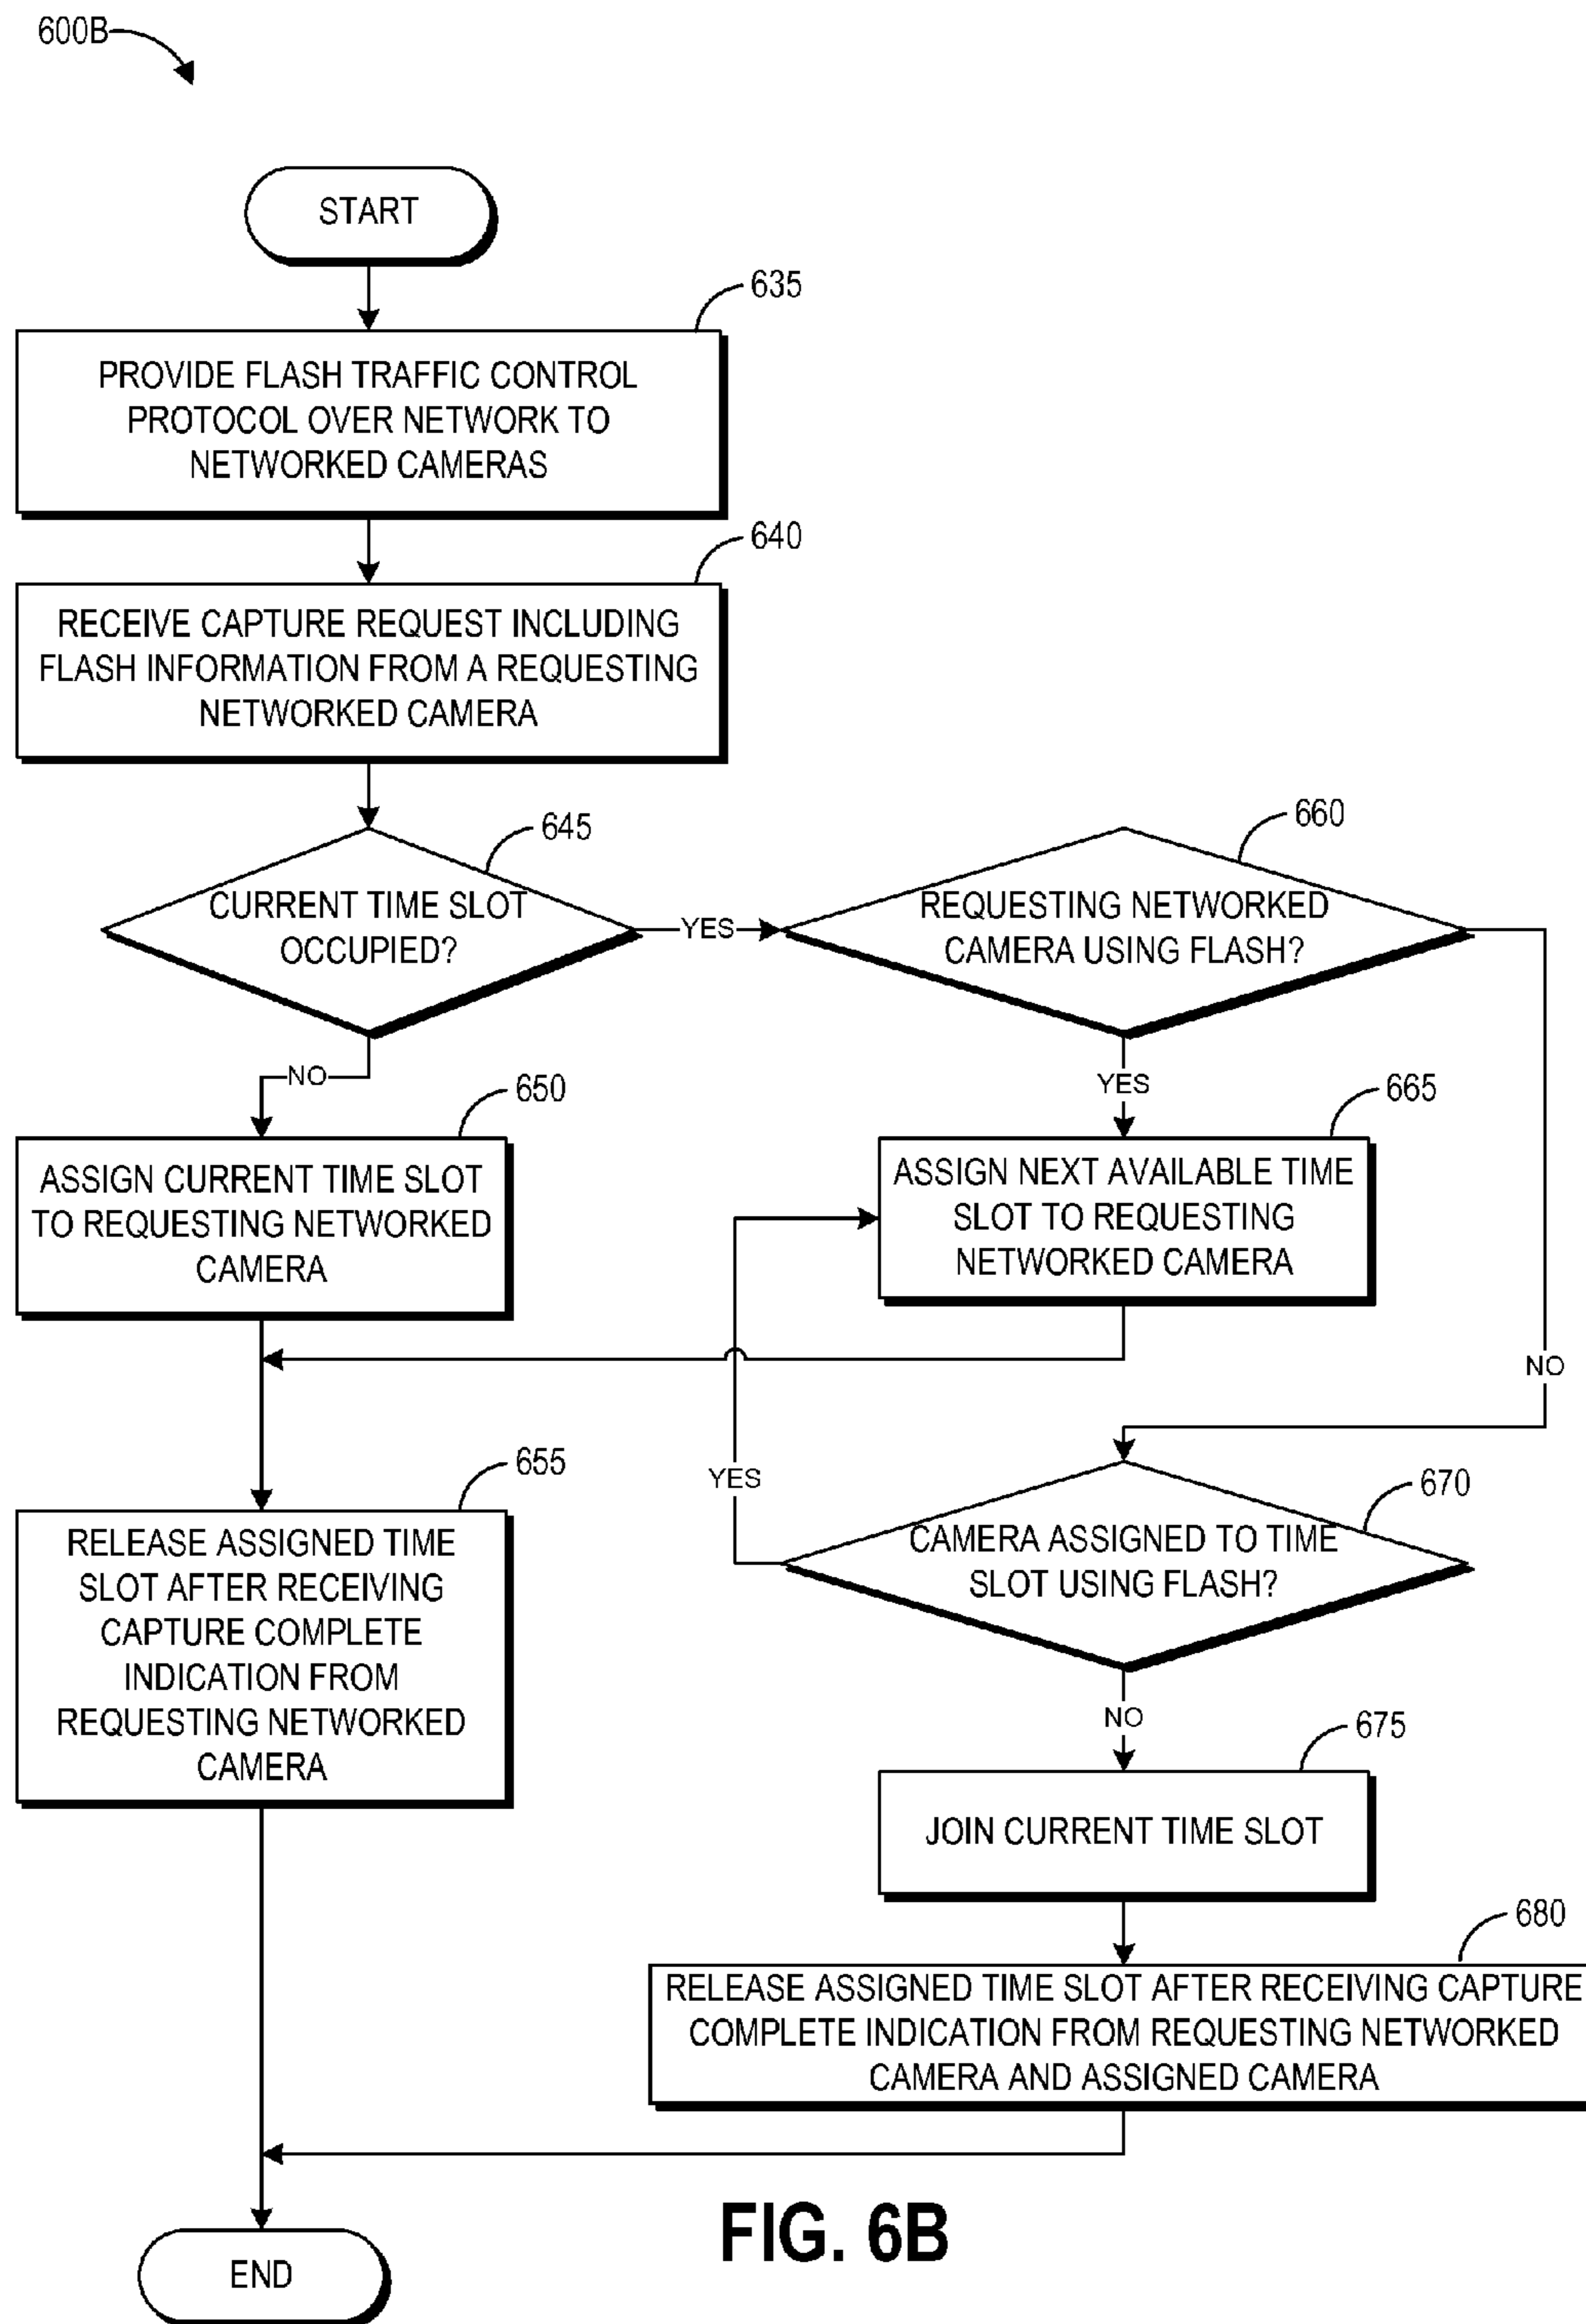 600B
START
635
PROVIDE FLASH TRAFFIC CONTROL
PROTOCOL OVER NETWORK TO
NETWORKED CAMERAS
640
RECEIVE CAPTURE REQUEST INCLUDING
FLASH INFORMATION FROM A REQUESTING
NETWORKED CAMERA
645
CURRENT TIME SLOT
OCCUPIED?
YES
660
REQUESTING NETWORKED
CAMERA USING FLASH?
NO
650
ASSIGN CURRENT TIME SLOT
TO REQUESTING NETWORKED
CAMERA
YES
665
ASSIGN NEXT AVAILABLE TIME
SLOT TO REQUESTING
NETWORKED CAMERA
NO
655
RELEASE ASSIGNED TIME
SLOT AFTER RECEIVING
CAPTURE COMPLETE
INDICATION FROM
REQUESTING NETWORKED
CAMERA
YES
670
CAMERA ASSIGNED TO TIME
SLOT USING FLASH?
NO
675
JOIN CURRENT TIME SLOT
680
RELEASE ASSIGNED TIME SLOT AFTER RECEIVING CAPTURE
COMPLETE INDICATION FROM REQUESTING NETWORKED
CAMERA AND ASSIGNED CAMERA
END
FIG. 6B